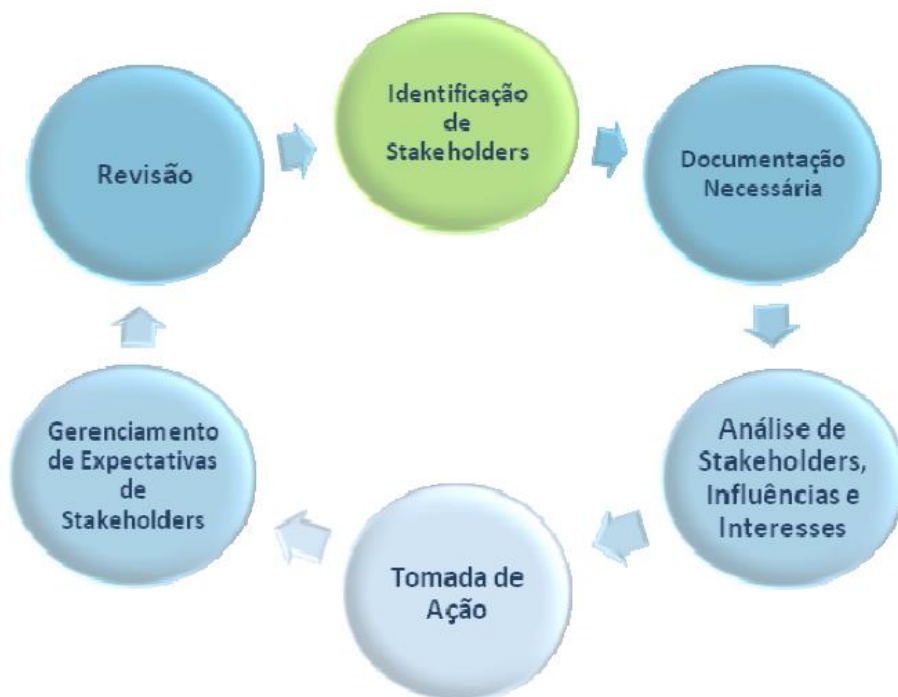 Identificação
de
Stakeholders
Documentação
Necessária
Análise de
Stakeholders,
Influências e
Interesses
Tomada de
Ação
Gerenciamento
de Expectativas
de
Stakeholders
Revisão